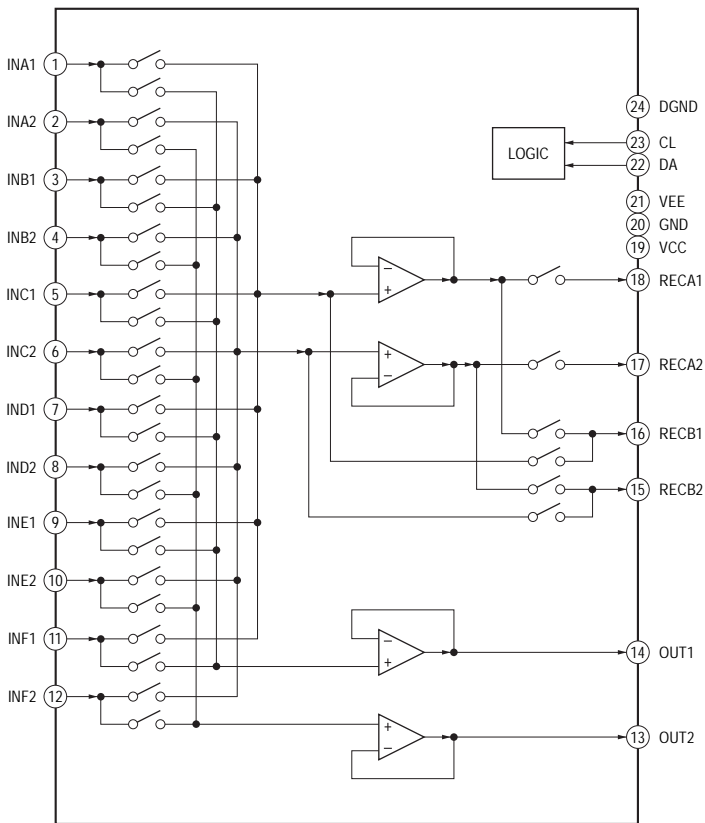 INA1 1
INA2 2
INB1 3
INB2 4
INC1 5
INC2 6
IND1 7
IND2 8
INE1 9
INE2 10
INF1 11
INF2 12
LOGIC
24 DGND
23 CL
22 DA
21 VEE
20 GND
19 VCC
18 RECA1
17 RECA2
16 RECB1
15 RECB2
14 OUT1
13 OUT2
−
+
+
−
−
+
+
−